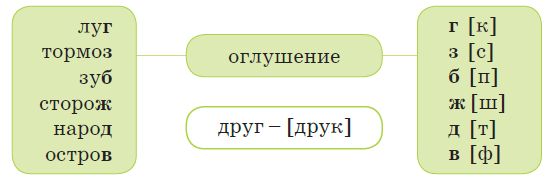 луг
тормоз
зуб
сторож
народ
остров
оглушение
друг – [друк]
г [к]
з [с]
б [п]
ж [ш]
д [т]
в [ф]